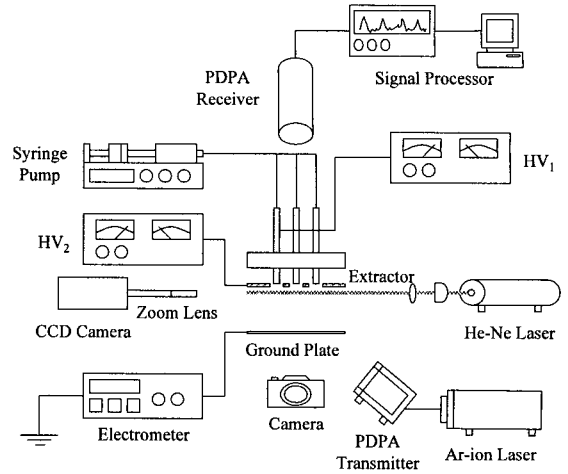 PDPA
Receiver
Signal Processor
Syringe
Pump
HV1
HV2
Extractor
Zoom Lens
CCD Camera
He-Ne Laser
Ground Plate
Electrometer
Camera
PDPA
Transmitter
Ar-ion Laser